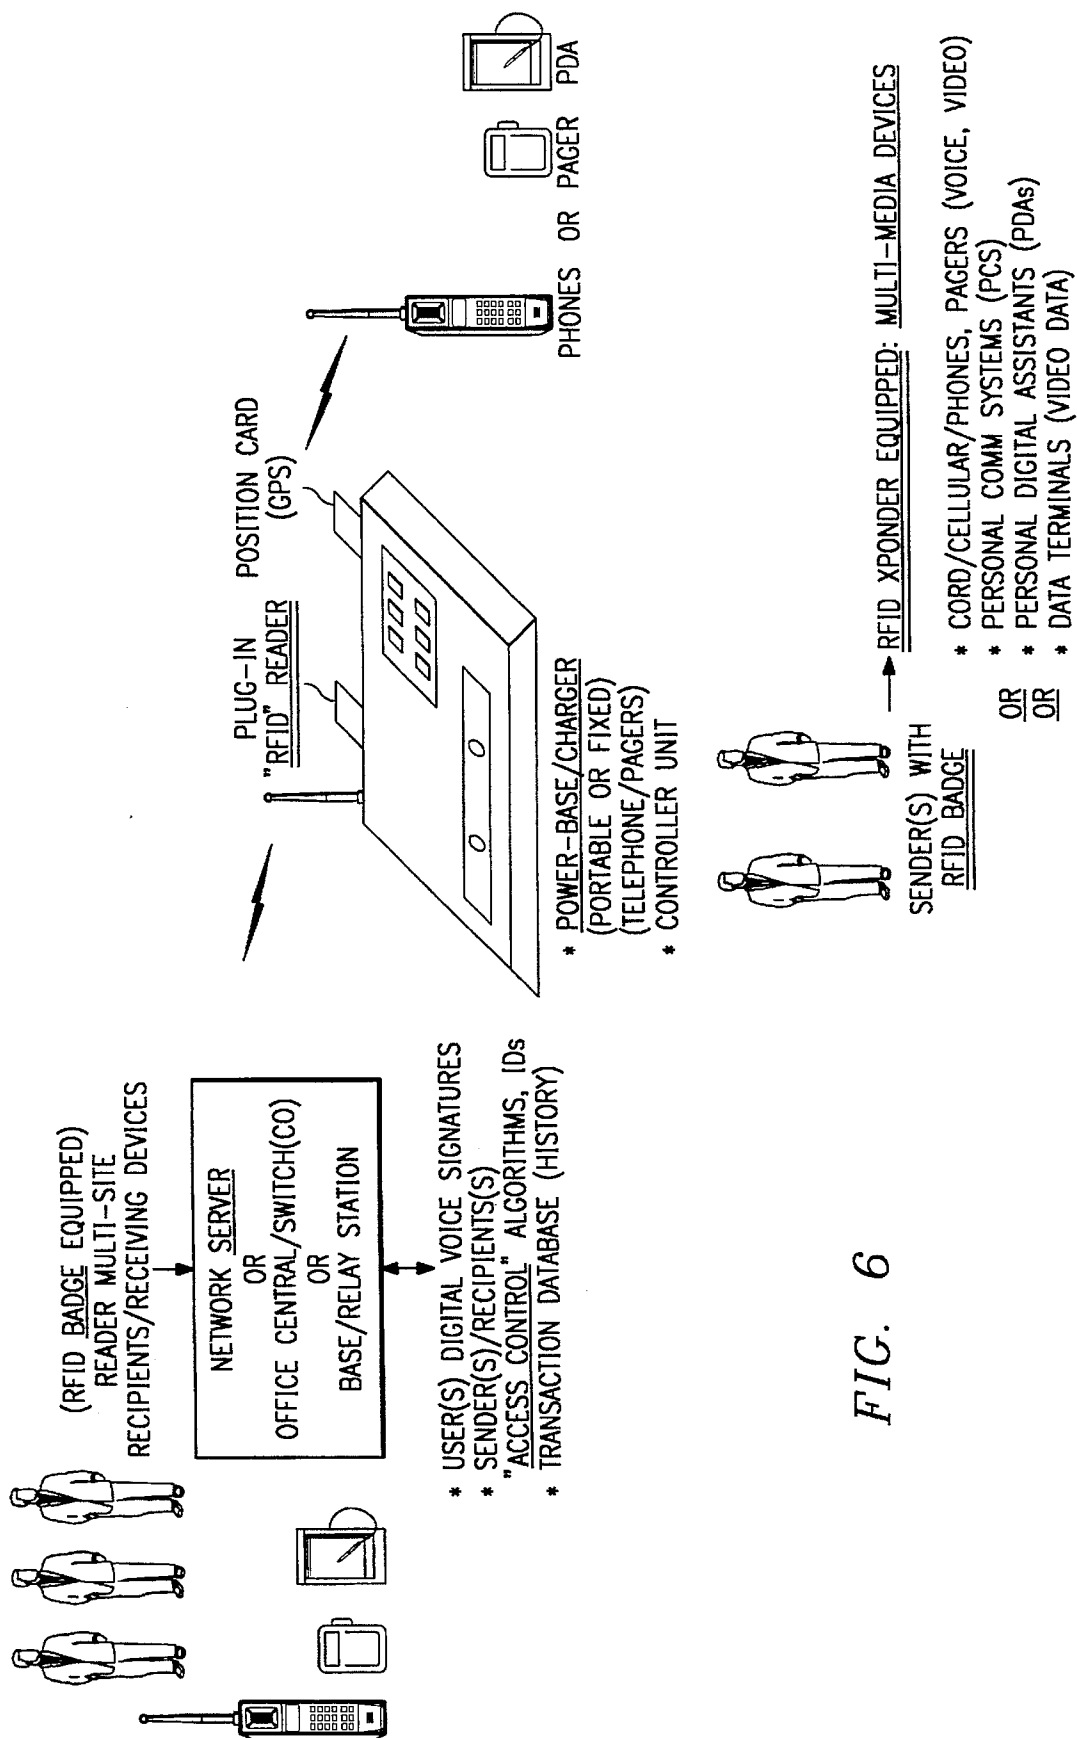 (RFID BADGE EQUIPPED)
READER MULTI-SITE
RECIPIENTS/RECEIVING DEVICES
NETWORK SERVER
OR
OFFICE CENTRAL/SWITCH(CO)
OR
BASE/RELAY STATION
* USER(S) DIGITAL VOICE SIGNATURES
* SENDER(S)/RECIPIENTS(S)
"ACCESS CONTROL" ALGORITHMS, IDs
* TRANSACTION DATABASE (HISTORY)
PLUG-IN
"RFID" READER
POSITION CARD
(GPS)
* POWER-BASE/CHARGER
(PORTABLE OR FIXED)
(TELEPHONE/PAGERS)
* CONTROLLER UNIT
PHONES OR PAGER PDA
SENDER(S) WITH
RFID BADGE
RFID XPONDER EQUIPPED: MULTI-MEDIA DEVICES
* CORD/CELLULAR/PHONES, PAGERS (VOICE, VIDEO)
* PERSONAL COMM SYSTEMS (PCS)
OR * PERSONAL DIGITAL ASSISTANTS (PDAs)
OR * DATA TERMINALS (VIDEO DATA)
FIG. 6